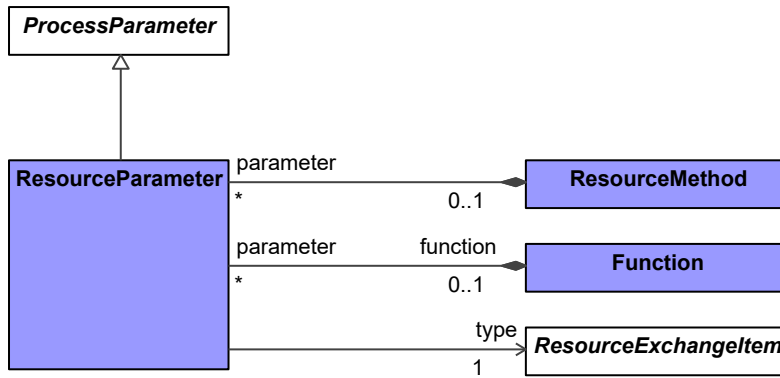 ProcessParameter
ResourceParameter
parameter
*
0..1
ResourceMethod
parameter
function
*
0..1
Function
type
1
ResourceExchangeItem